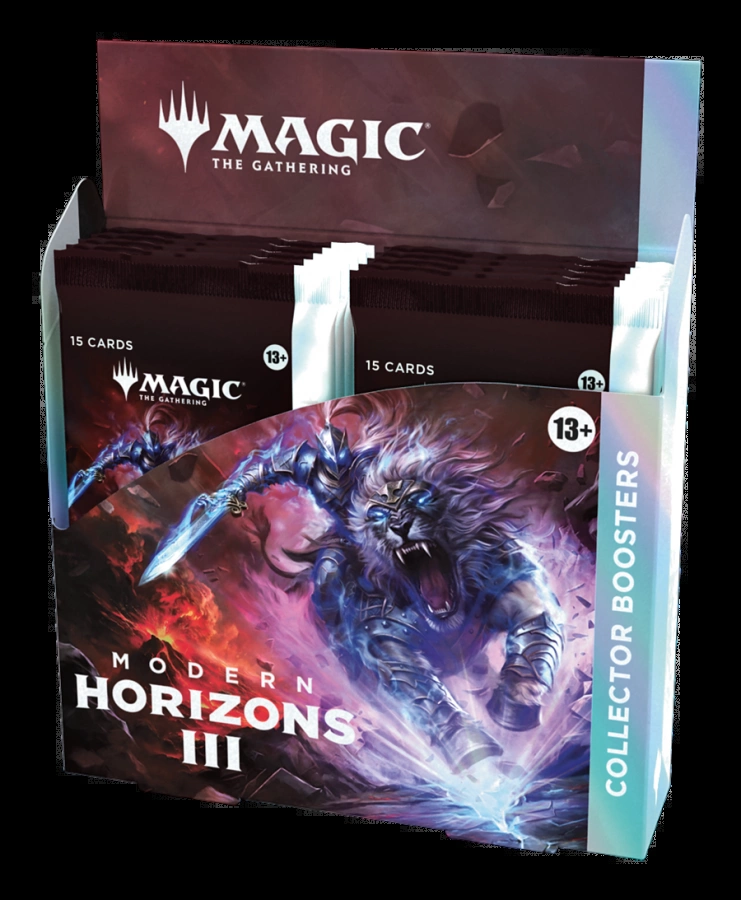 MAGIC®
THE GATHERING
15 CARDS
13+
MAGIC®
THE GATHERING
15 CARDS
13+
13+
MODERN
HORIZONS
III
COLLECTOR BOOSTERS